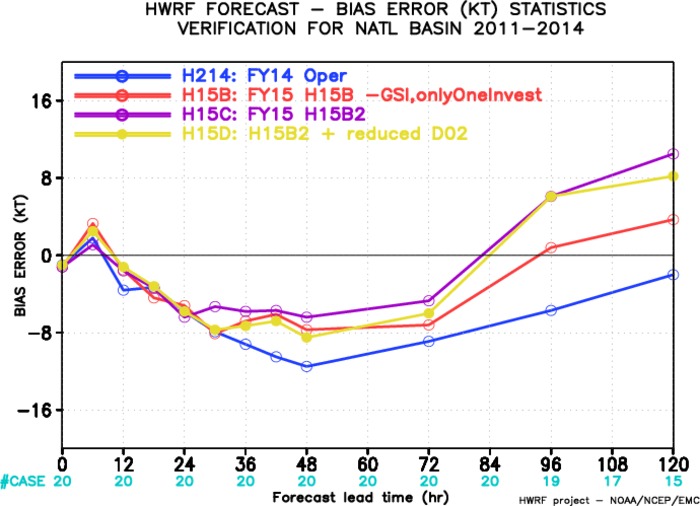 HWRF FORECAST – BIAS ERROR (KT) STATISTICS
VERIFICATION FOR NATL BASIN 2011–2014
H214: FY14 Oper
H15B: FY15 H15B –GSI,onlyOneInvest
H15C: FY15 H15B2
H15D: H15B2 + reduced D02
BIAS ERROR (KT)
16
8
0
–8
–16
0 12 24 36 48 60 72 84 96 108 120
#CASE 20 20 20 20 20 20 20 20 19 17 15
Forecast lead time (hr)
HWRF project – NOAA/NCEP/EMC